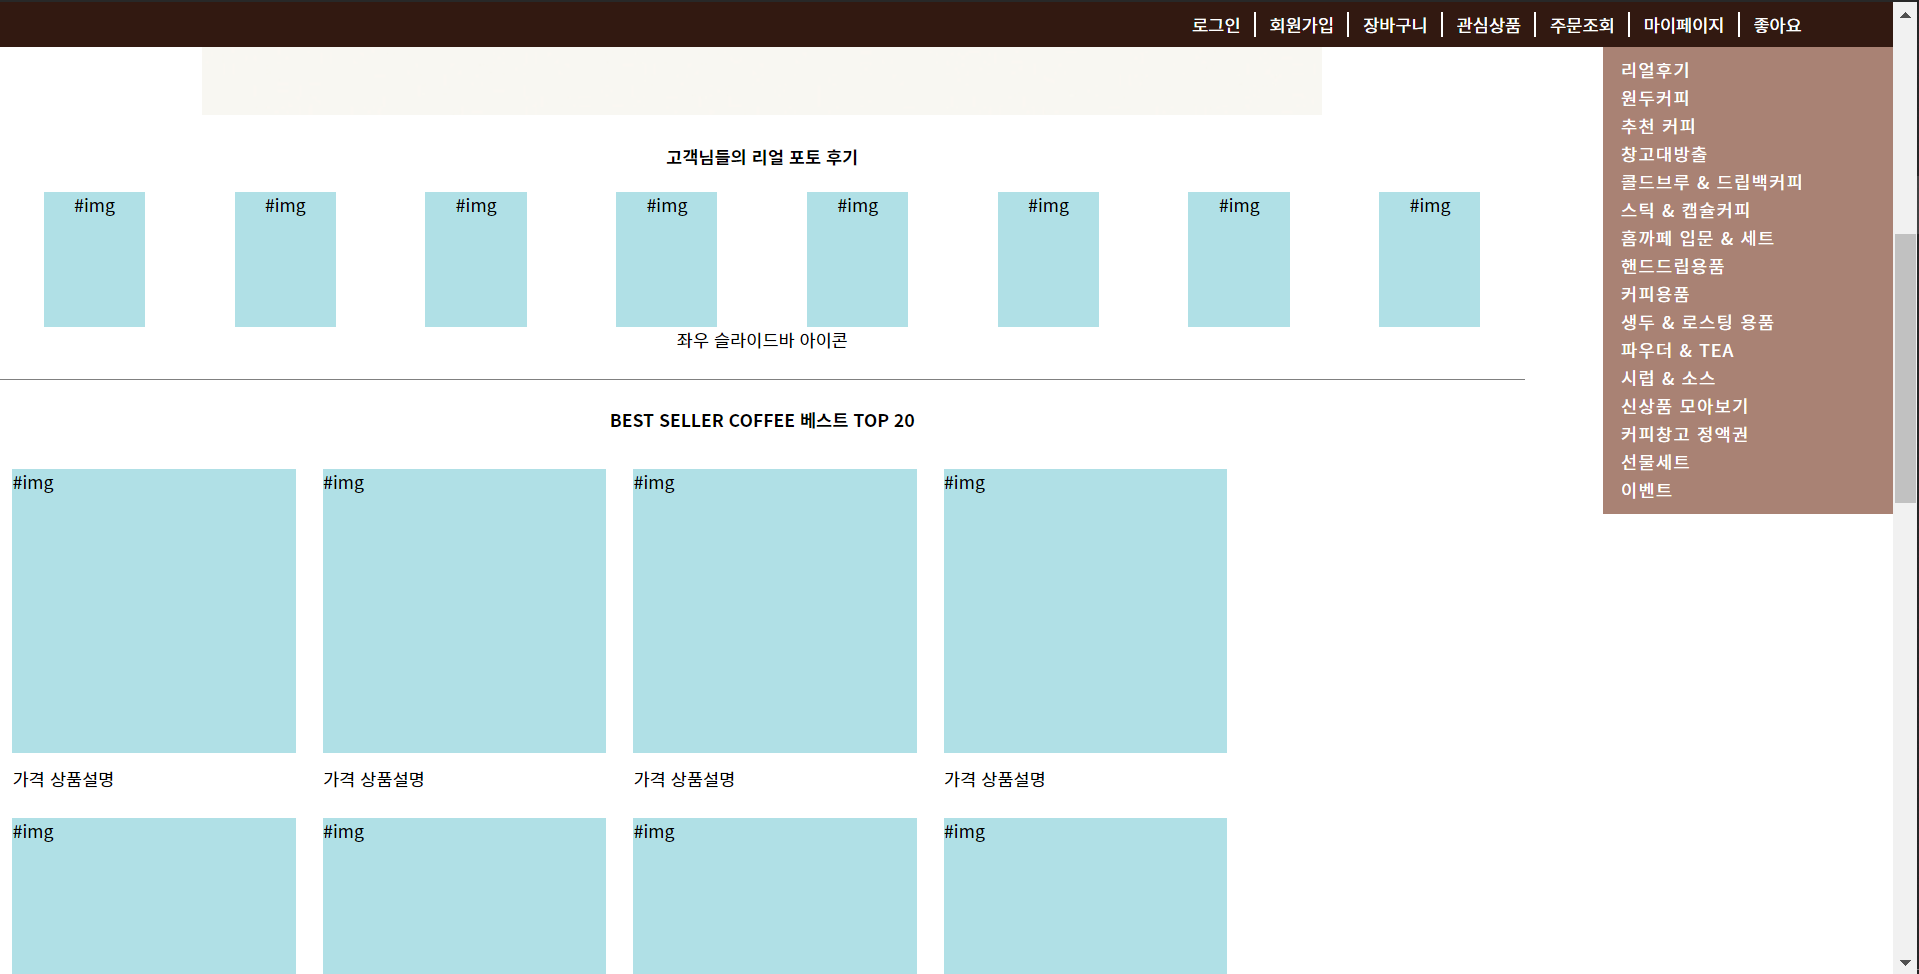 로그인 회원가입 장바구니 관심상품 주문조회 마이페이지 좋아요
리얼후기
원두커피
추천 커피
창고대방출
콜드브루 & 드립백커피
스틱 & 캡슐커피
홈까페 입문 & 세트
핸드드립용품
커피용품
생두 & 로스팅 용품
파우더 & TEA
시럽 & 소스
신상품 모아보기
커피창고 정액권
선물세트
이벤트
고객님들의 리얼 포토 후기
#img #img #img #img #img #img #img #img
좌우 슬라이드바 아이콘
BEST SELLER COFFEE 베스트 TOP 20
#img #img #img #img
가격 상품설명 가격 상품설명 가격 상품설명 가격 상품설명
#img #img #img #img